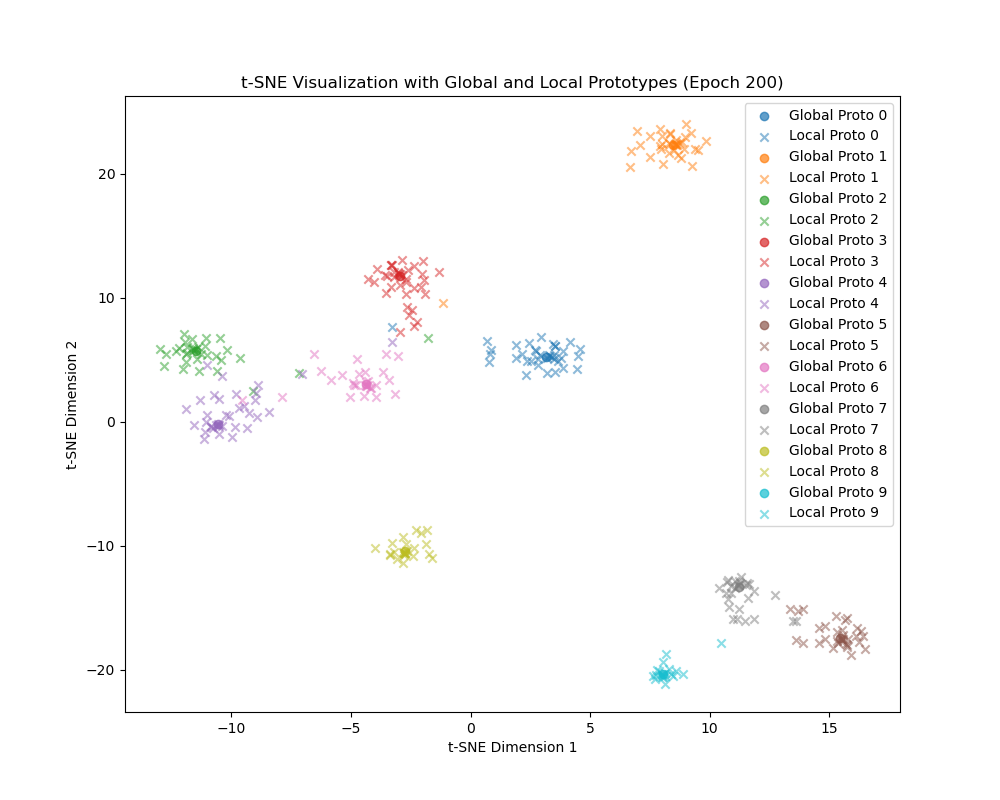 t-SNE Visualization with Global and Local Prototypes (Epoch 200)
Global Proto 0
Local Proto 0
Global Proto 1
Local Proto 1
Global Proto 2
Local Proto 2
Global Proto 3
Local Proto 3
Global Proto 4
Local Proto 4
Global Proto 5
Local Proto 5
Global Proto 6
Local Proto 6
Global Proto 7
Local Proto 7
Global Proto 8
Local Proto 8
Global Proto 9
Local Proto 9
t-SNE Dimension 2
20
10
0
−10
−20
−10
−5
0
5
10
15
t-SNE Dimension 1